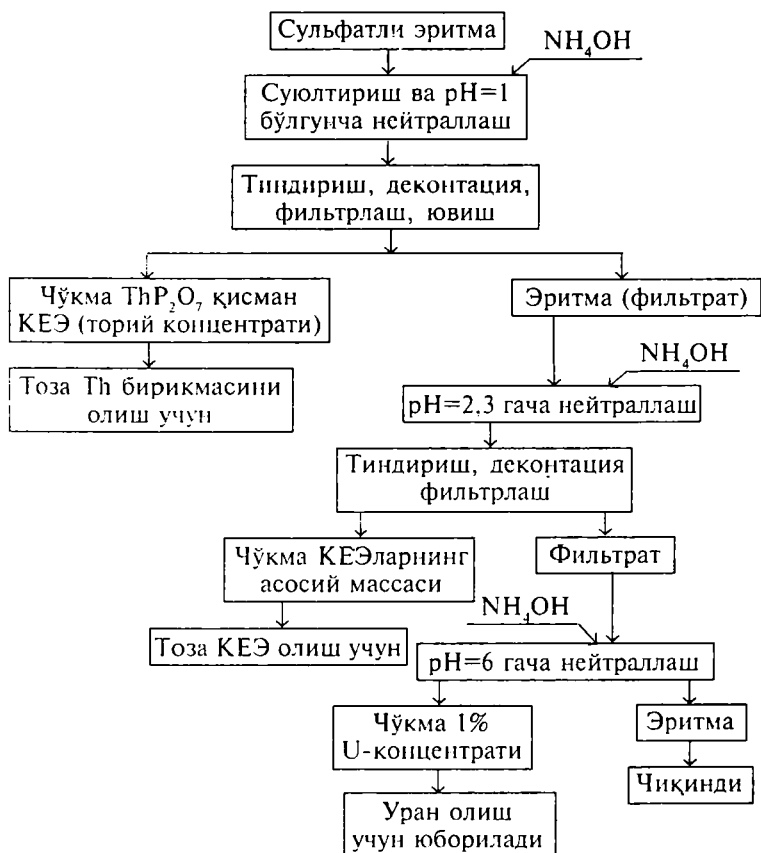 Сульфатли эритма
NH₄OH
Суюлтириш ва pH=1
бўлгунча нейтраллаш
Тиндириш, деконтация,
фильтрлаш, ювиш
Чўкма ThP₂O₇ қисман
КЕЭ (торий концентрати)
Эритма (фильтрат)
NH₄OH
Тоза Th бирикмасини
олиш учун
pH=2,3 гача нейтраллаш
Тиндириш, деконтация
фильтрлаш
Чўкма КЕЭларнинг
асосий массаси
Фильтрат
NH₄OH
Тоза КЕЭ олиш учун
pH=6 гача нейтраллаш
Чўкма 1%
U-концентрати
Эритма
Чиқинди
Уран олиш
учун юборилади